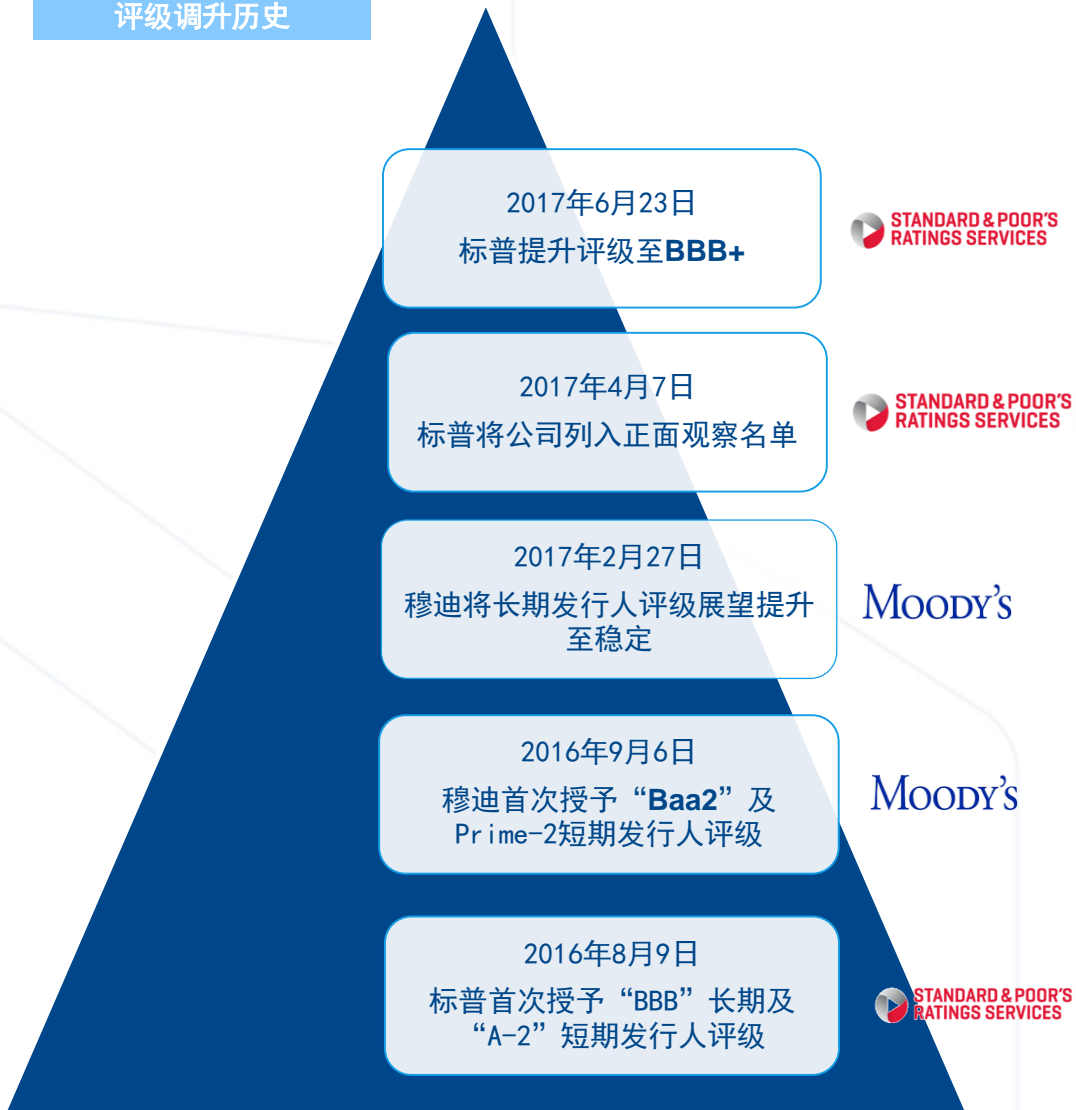 评级调升历史
2017年6月23日
标普提升评级至BBB+
STANDARD & POOR'S
RATINGS SERVICES
2017年4月7日
标普将公司列入正面观察名单
STANDARD & POOR'S
RATINGS SERVICES
2017年2月27日
穆迪将长期发行人评级展望提升
至稳定
MOODY'S
2016年9月6日
穆迪首次授予“Baa2”及
Prime-2短期发行人评级
MOODY'S
2016年8月9日
标普首次授予“BBB”长期及
“A-2”短期发行人评级
STANDARD & POOR'S
RATINGS SERVICES